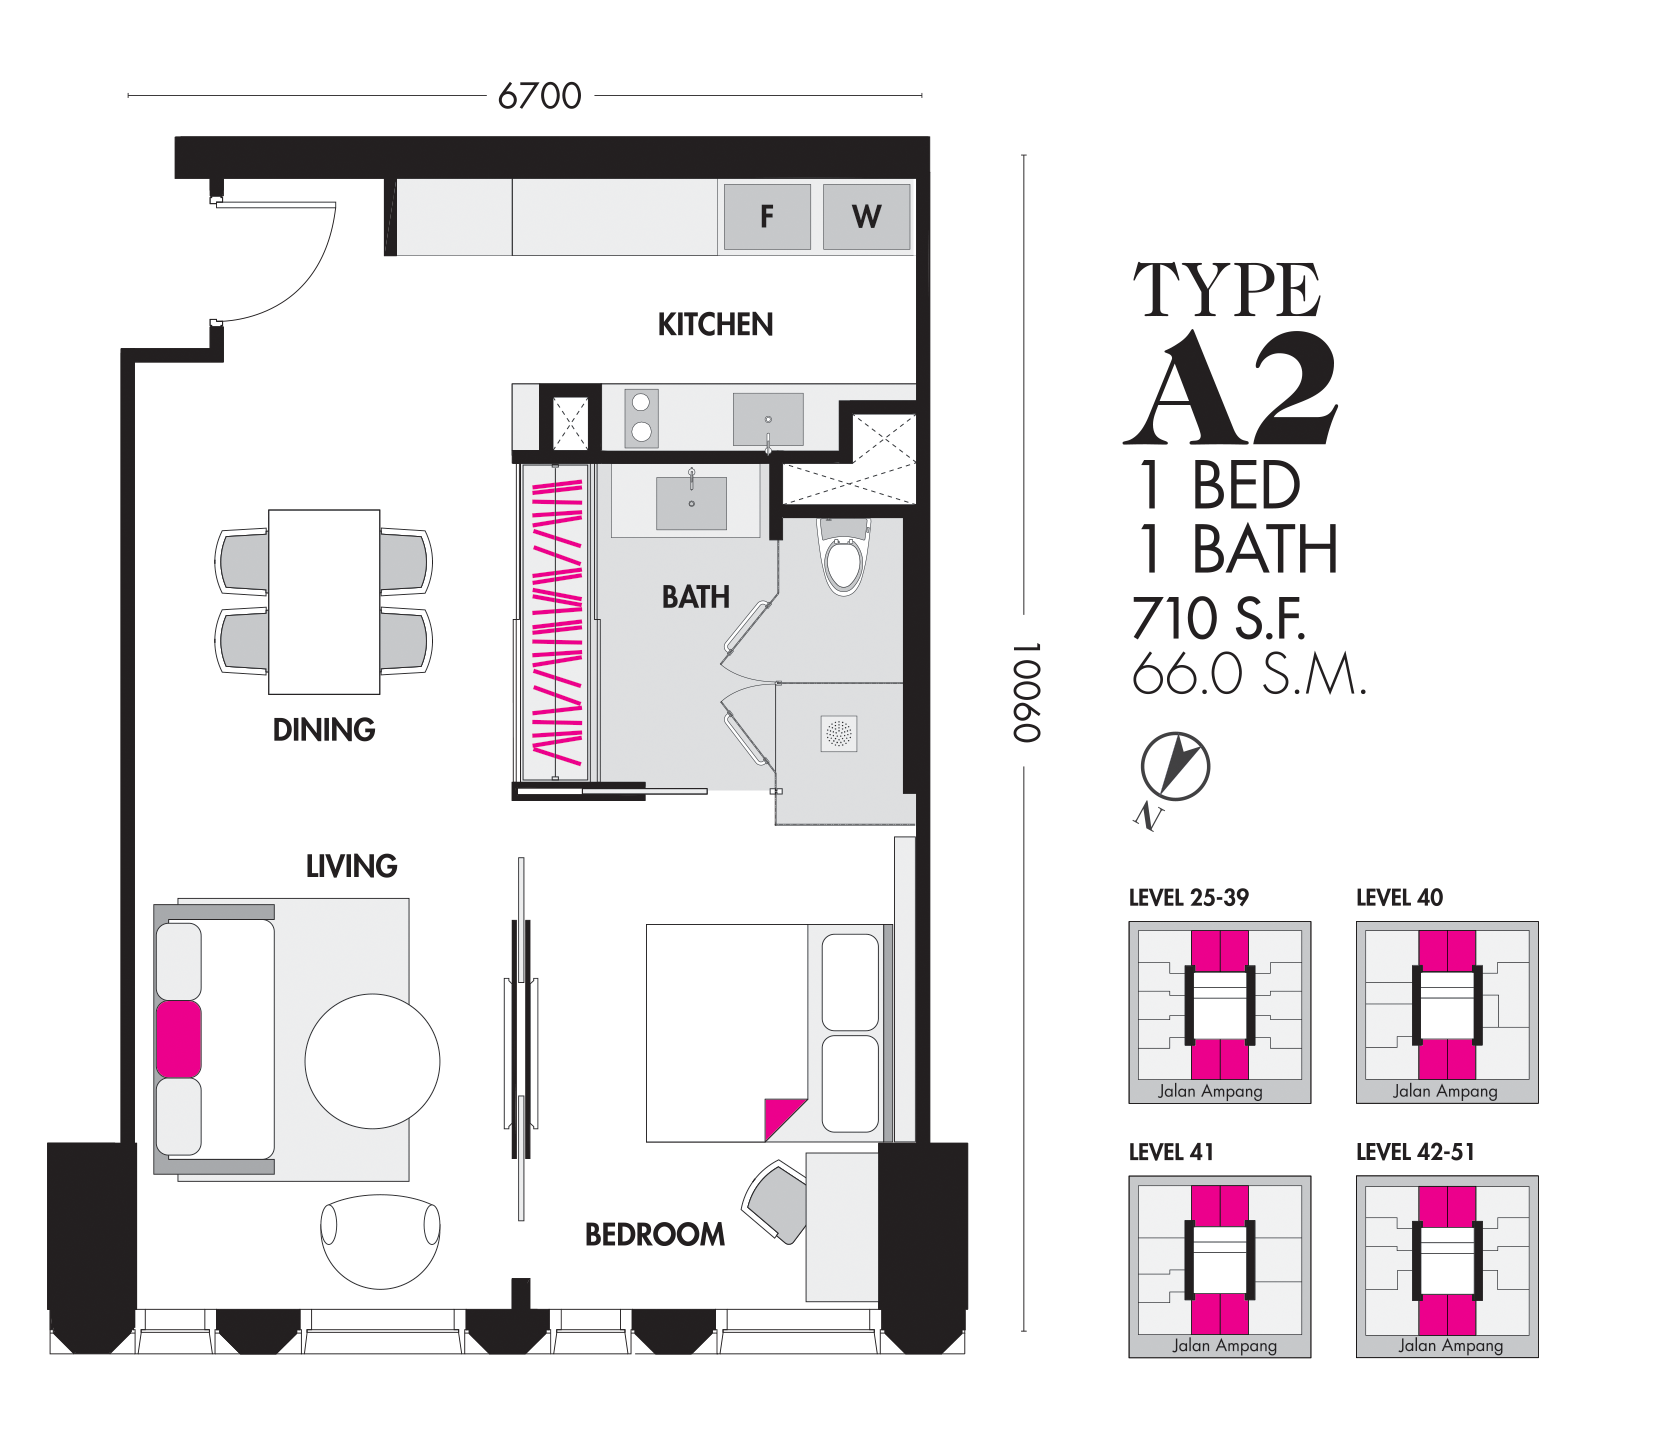 6700
F
W
KITCHEN
BATH
DINING
LIVING
BEDROOM
10060
TYPE
A2
1 BED
1 BATH
710 S.F.
66.0 S.M.
N
LEVEL 25-39
Jalan Ampang
LEVEL 40
Jalan Ampang
LEVEL 41
Jalan Ampang
LEVEL 42-51
Jalan Ampang